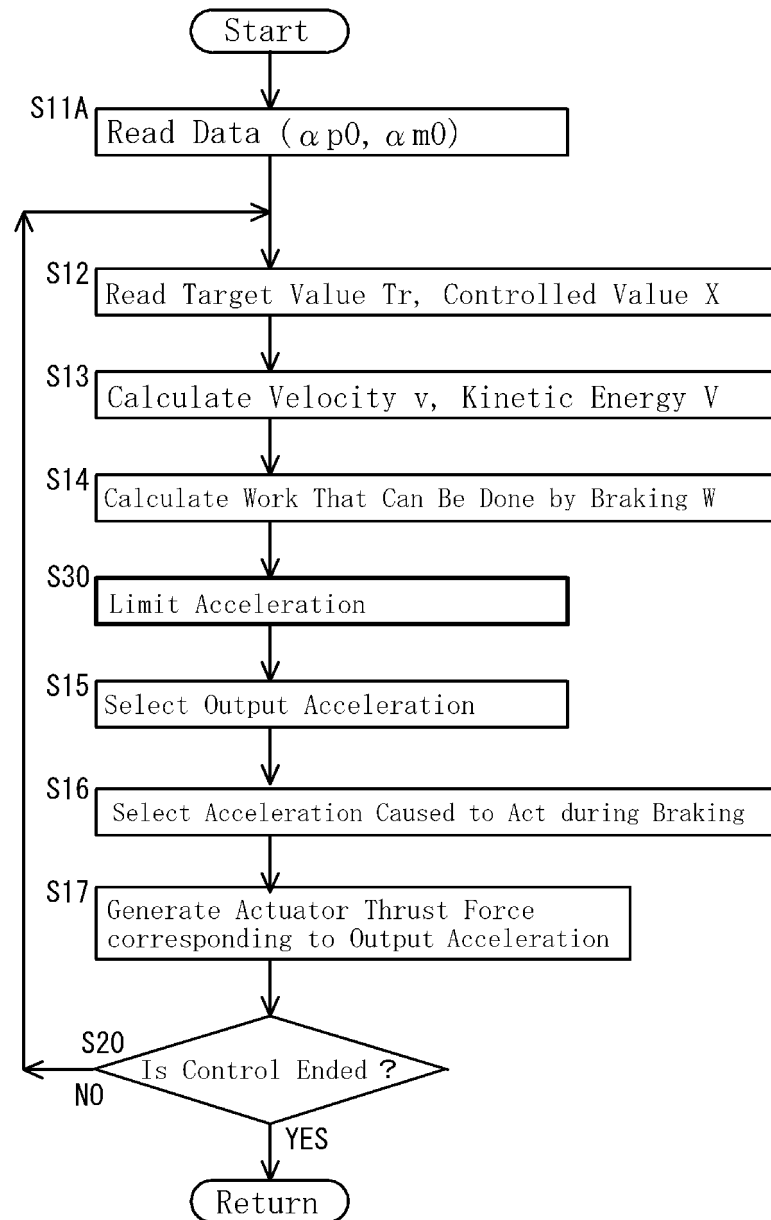 Start
S11A
Read Data (αp0, αm0)
S12
Read Target Value Tr, Controlled Value X
S13
Calculate Velocity v, Kinetic Energy V
S14
Calculate Work That Can Be Done by Braking W
S30
Limit Acceleration
S15
Select Output Acceleration
S16
Select Acceleration Caused to Act during Braking
S17
Generate Actuator Thrust Force
corresponding to Output Acceleration
S20
Is Control Ended ?
NO
YES
Return